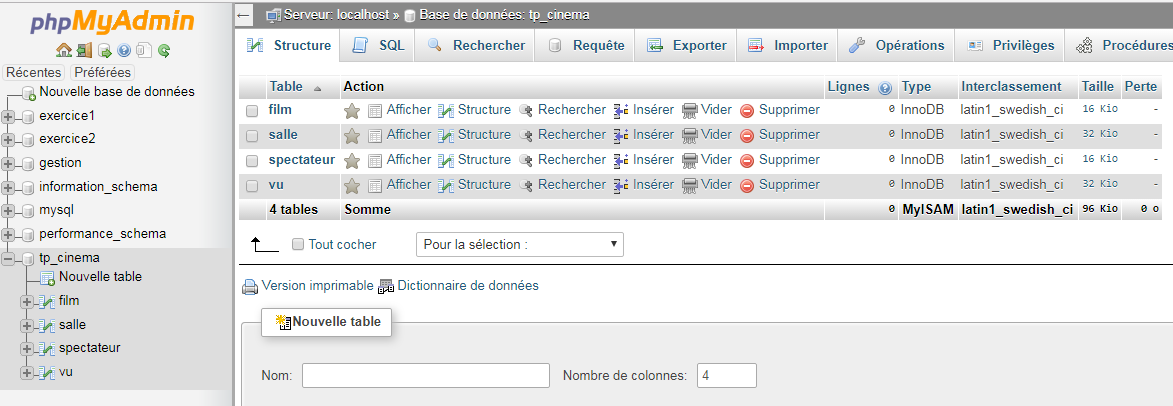 phpMyAdmin
Récentes Préférées
Nouvelle base de données
exercice1
exercice2
gestion
information_schema
mysql
performance_schema
tp_cinema
Nouvelle table
film
salle
spectateur
vu
Serveur: localhost » Base de données: tp_cinema
Structure SQL Rechercher Requête Exporter Importer Opérations Privilèges Procédures
Table Action Lignes Type Interclassement Taille Perte
film Afficher Structure Rechercher Insérer Vider Supprimer 0 InnoDB latin1_swedish_ci 16 Kio -
salle Afficher Structure Rechercher Insérer Vider Supprimer 0 InnoDB latin1_swedish_ci 32 Kio -
spectateur Afficher Structure Rechercher Insérer Vider Supprimer 0 InnoDB latin1_swedish_ci 16 Kio -
vu Afficher Structure Rechercher Insérer Vider Supprimer 0 InnoDB latin1_swedish_ci 32 Kio -
4 tables Somme 0 MyISAM latin1_swedish_ci 96 Kio 0 o
Tout cocher Pour la sélection :
Version imprimable Dictionnaire de données
Nouvelle table
Nom: Nombre de colonnes: 4